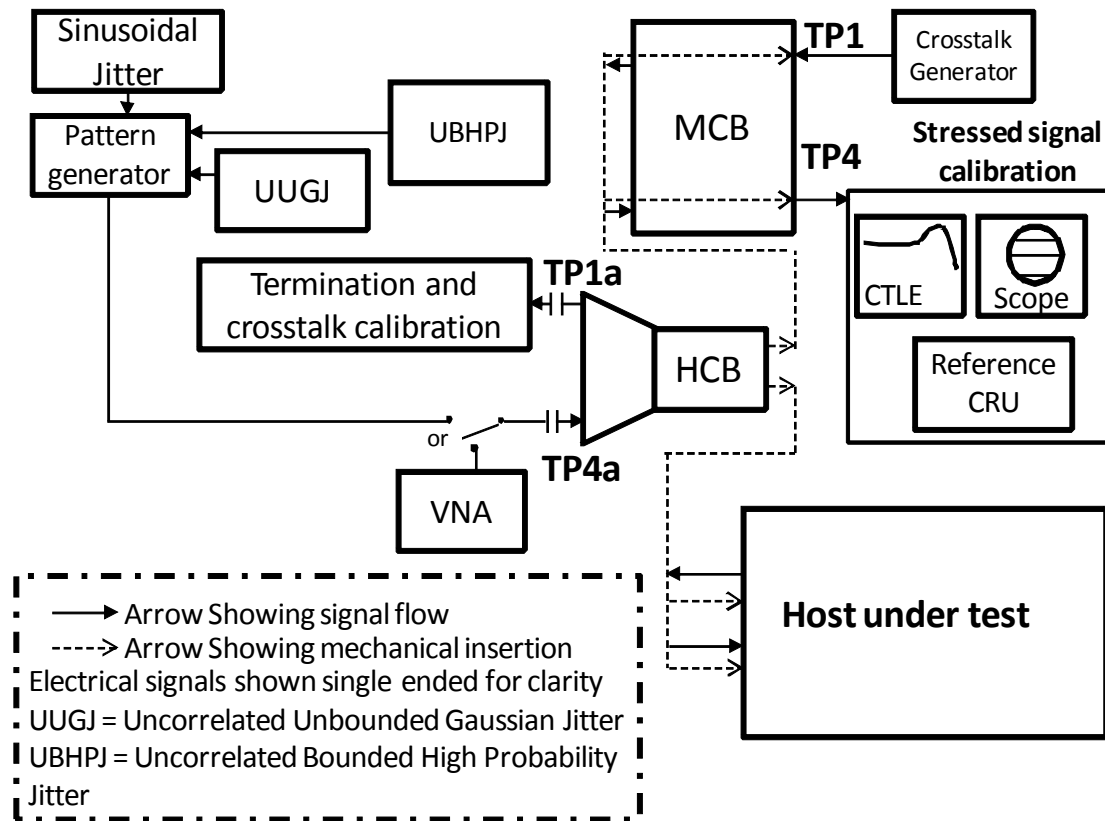 Sinusoidal
Jitter
Pattern
generator
UBHPJ
UUGJ
MCB
TP1
Crosstalk
Generator
TP4
Stressed signal
calibration
CTLE
Scope
Reference
CRU
Termination and
crosstalk calibration
TP1a
HCB
or
TP4a
VNA
Host under test
Arrow Showing signal flow
Arrow Showing mechanical insertion
Electrical signals shown single ended for clarity
UUGJ = Uncorrelated Unbounded Gaussian Jitter
UBHPJ = Uncorrelated Bounded High Probability
Jitter